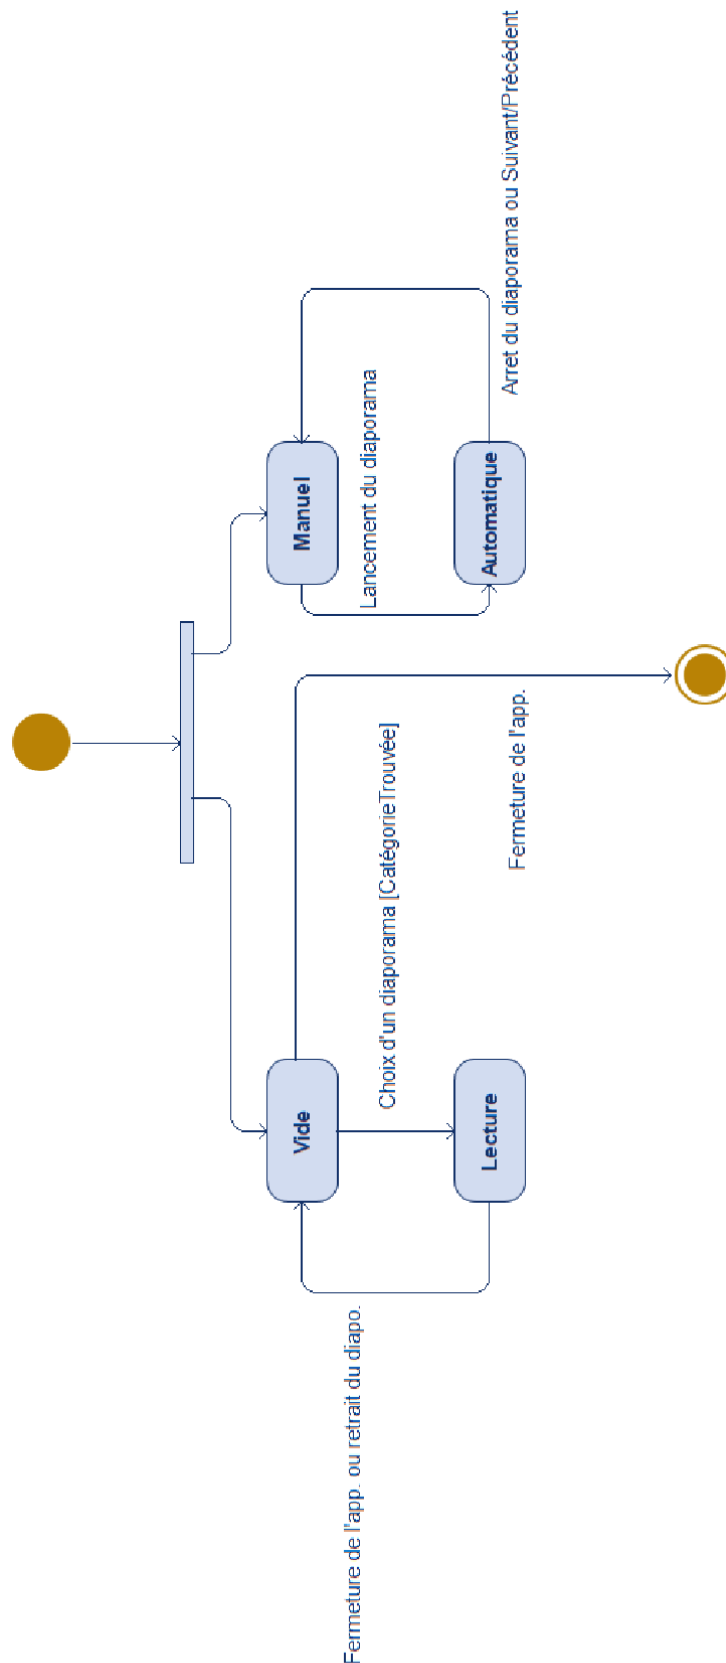 Arret du diaporama ou Suivant/Précédent
Lancement du diaporama
Manuel
Automatique
Choix d'un diaporama [CatégorieTrouvée]
Fermeture de l'app.
Vide
Lecture
Fermeture de l'app. ou retrait du diapo.